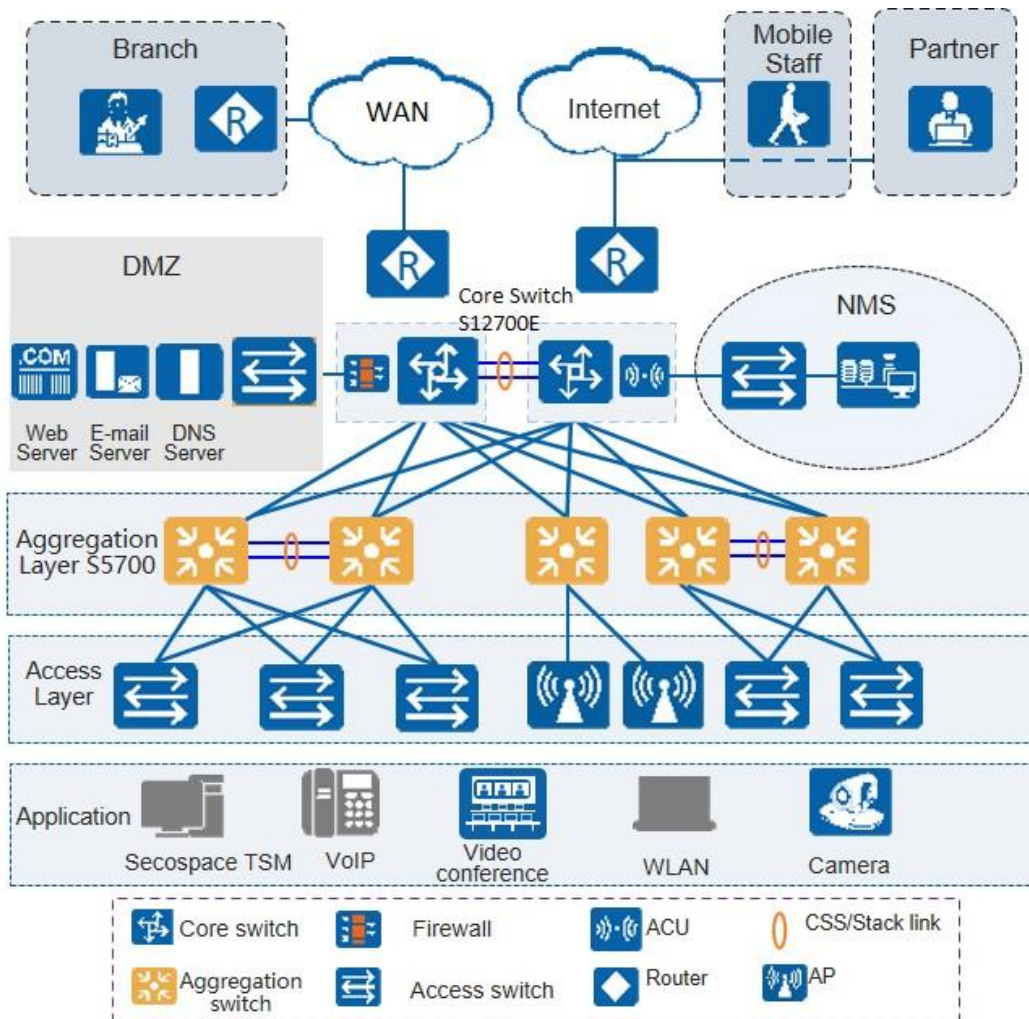 Branch
R
WAN
Internet
Mobile
Staff
Partner
R
R
DMZ
Core Switch
S12700E
NMS
.COM
Web
Server
E-mail
Server
DNS
Server
Aggregation
Layer S5700
Access
Layer
Application
Secospace TSM
VoIP
Video
conference
WLAN
Camera
Core switch
Firewall
ACU
CSS/Stack link
Aggregation
switch
Access switch
Router
AP